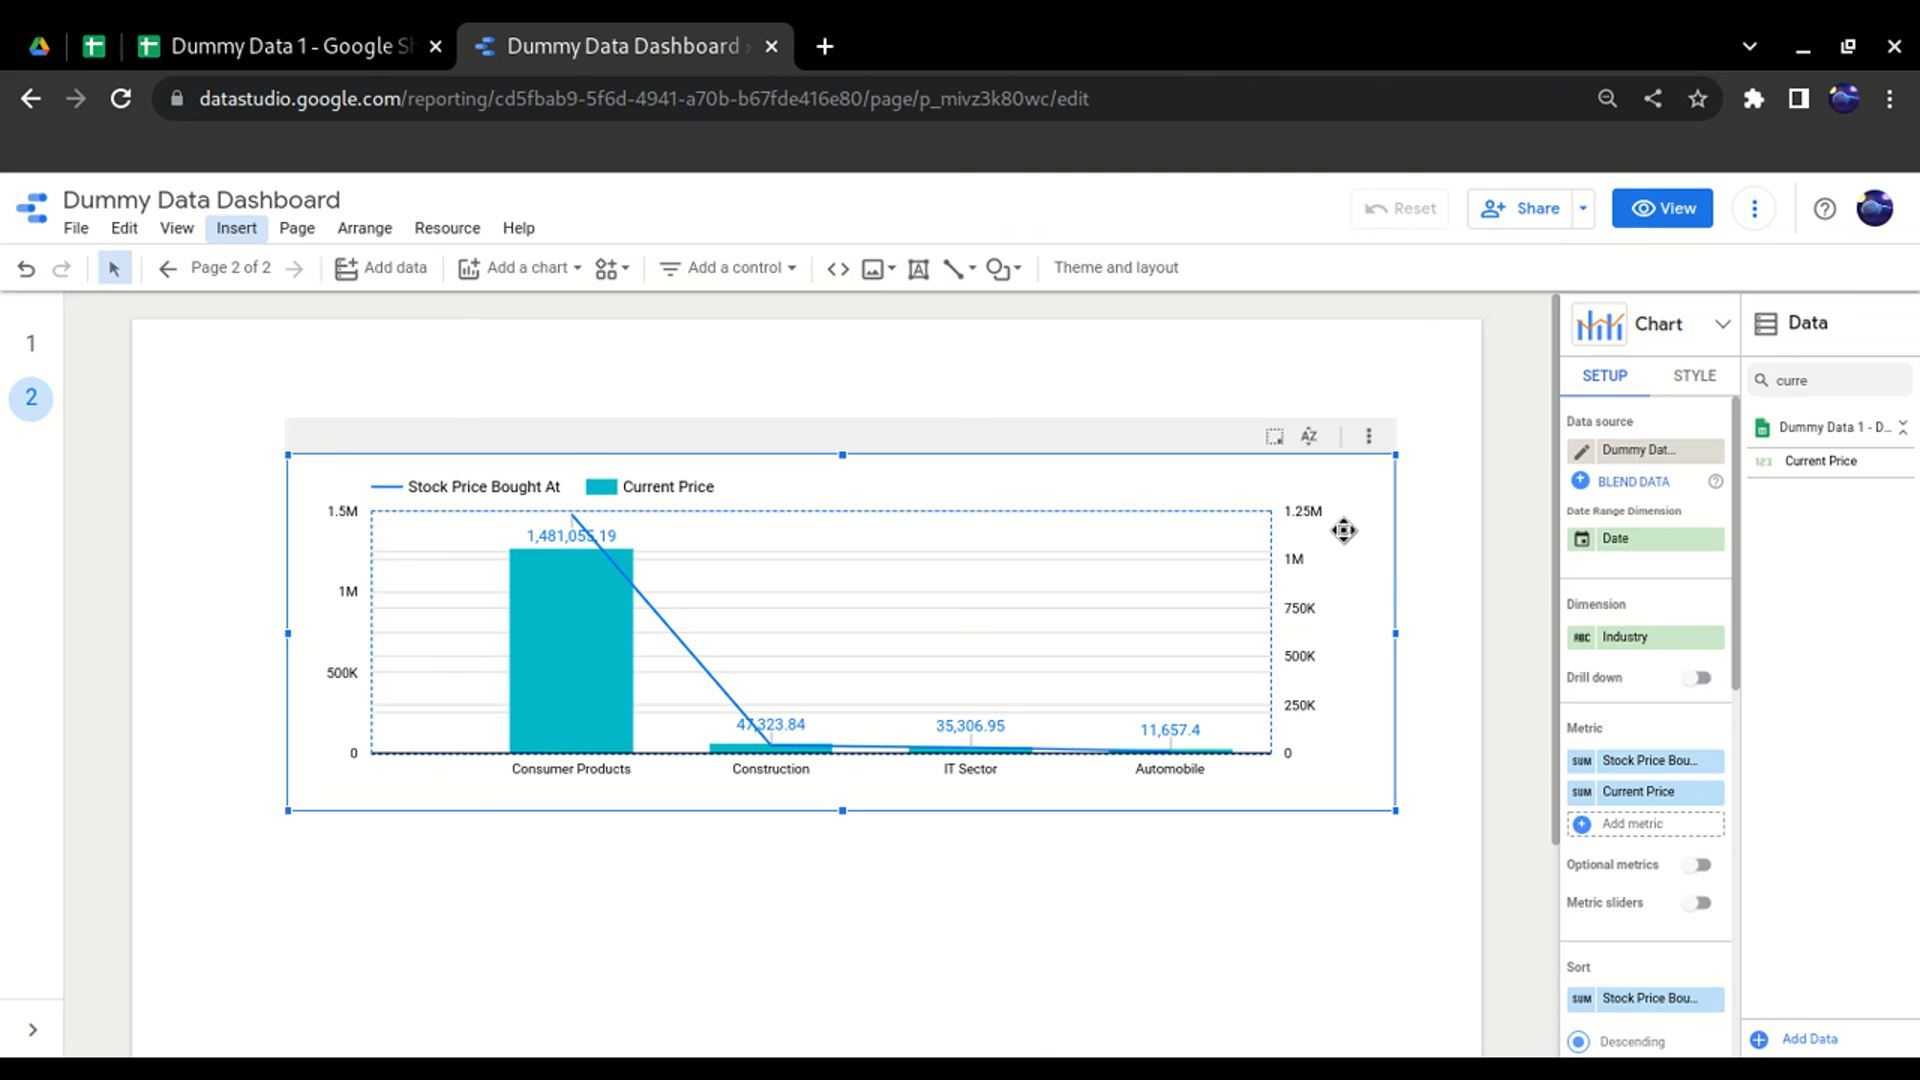 Dummy Data 1 - Google Sh
Dummy Data Dashboard ›
datastudio.google.com/reporting/cd5fbab9-5f6d-4941-a70b-b67fde416e80/page/p_mivz3k80wc/edit
Dummy Data Dashboard
Reset
Share
View
File Edit View Insert Page Arrange Resource Help
Page 2 of 2
Add data
Add a chart
Add a control
Theme and layout
1
2
Stock Price Bought At
Current Price
1.5M
1M
500K
0
1.25M
1M
750K
500K
250K
0
1,481,055.19
47,323.84
35,306.95
11,657.4
Consumer Products
Construction
IT Sector
Automobile
Chart
SETUP
STYLE
Data source
Dummy Dat...
BLEND DATA
Date Range Dimension
Date
Dimension
ABC Industry
Drill down
Metric
SUM Stock Price Bou...
SUM Current Price
Add metric
Optional metrics
Metric sliders
Sort
SUM Stock Price Bou...
Descending
Data
curre
Dummy Data 1 - D...
123 Current Price
Add Data